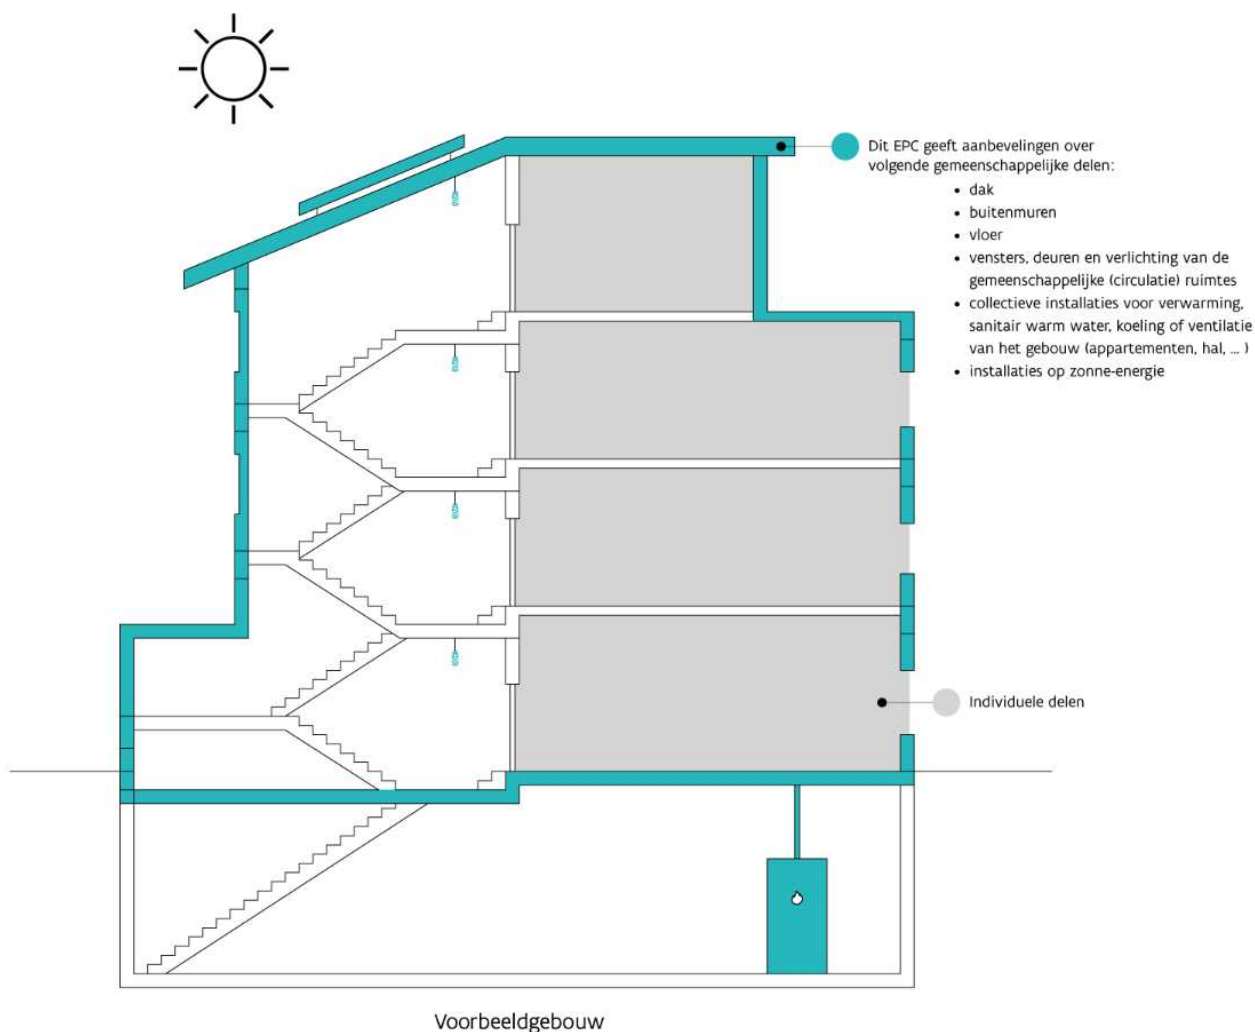 Dit EPC geeft aanbevelingen over
volgende gemeenschappelijke delen:
• dak
• buitenmuren
• vloer
• vensters, deuren en verlichting van de
gemeenschappelijke (circulatie) ruimtes
• collectieve installaties voor verwarming,
sanitair warm water, koeling of ventilatie
van het gebouw (appartementen, hal, ... )
• installaties op zonne-energie
Individuele delen
Voorbeeldgebouw